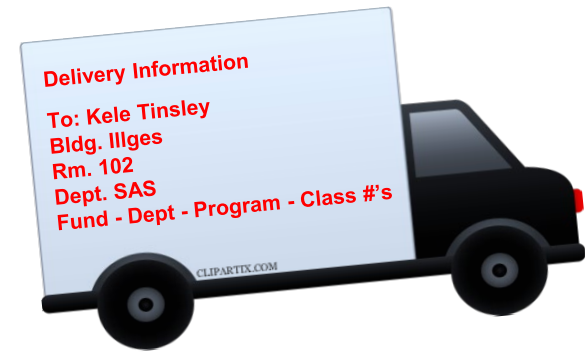 Delivery Information
To: Kele Tinsley
Bldg. Illges
Rm. 102
Dept. SAS
Fund - Dept - Program - Class #’s
CLIPARTIX.COM